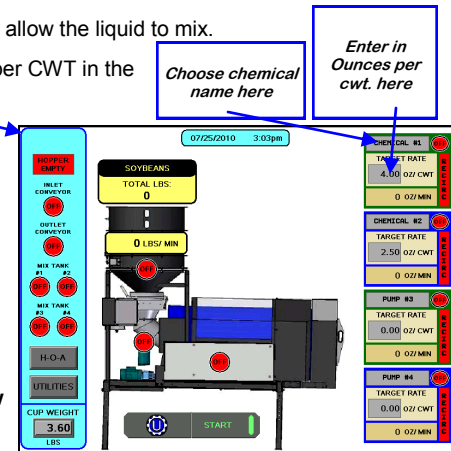 allow the liquid to mix.
per CWT in the
Choose chemical
name here
Enter in
Ounces per
cwt. here
07/25/2010 3:03pm
HOPPER
EMPTY
INLET
CONVEYOR
OFF
OUTLET
CONVEYOR
OFF
MIX TANK
#1 #2
OFF OFF
MIX TANK
#3 #4
OFF OFF
H-O-A
UTILITIES
CUP WEIGHT
3.60
LBS
SOYBEANS
TOTAL LBS:
0
0 LBS/ MIN
OFF
OFF
OFF
U START
CHEMICAL #1 OFF
TARGET RATE
4.00 OZ/ CWT
0 OZ/ MIN
RECIRC
CHEMICAL #2 OFF
TARGET RATE
2.50 OZ/ CWT
0 OZ/ MIN
RECIRC
PUMP #3 OFF
TARGET RATE
0.00 OZ/ CWT
0 OZ/ MIN
RECIRC
PUMP #4 OFF
TARGET RATE
0.00 OZ/ CWT
0 OZ/ MIN
RECIRC